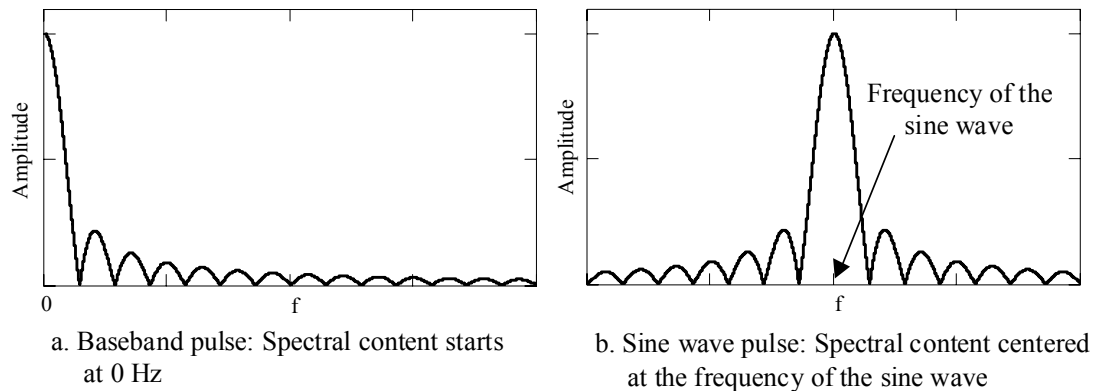 Amplitude
0
f
a. Baseband pulse: Spectral content starts
at 0 Hz
Amplitude
Frequency of the
sine wave
f
b. Sine wave pulse: Spectral content centered
at the frequency of the sine wave